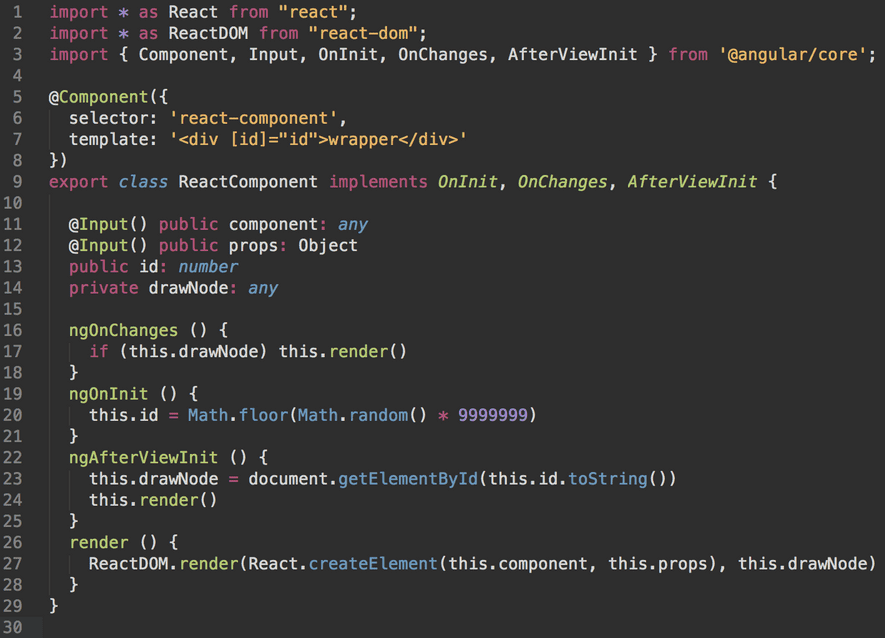 1 import * as React from "react";
2 import * as ReactDOM from "react-dom";
3 import { Component, Input, OnInit, OnChanges, AfterViewInit } from '@angular/core';
4
5 @Component({
6   selector: 'react-component',
7   template: '<div [id]="id">wrapper</div>'
8 })
9 export class ReactComponent implements OnInit, OnChanges, AfterViewInit {
10
11   @Input() public component: any
12   @Input() public props: Object
13   public id: number
14   private drawNode: any
15
16   ngOnChanges () {
17     if (this.drawNode) this.render()
18   }
19   ngOnInit () {
20     this.id = Math.floor(Math.random() * 9999999)
21   }
22   ngAfterViewInit () {
23     this.drawNode = document.getElementById(this.id.toString())
24     this.render()
25   }
26   render () {
27     ReactDOM.render(React.createElement(this.component, this.props), this.drawNode)
28   }
29 }
30